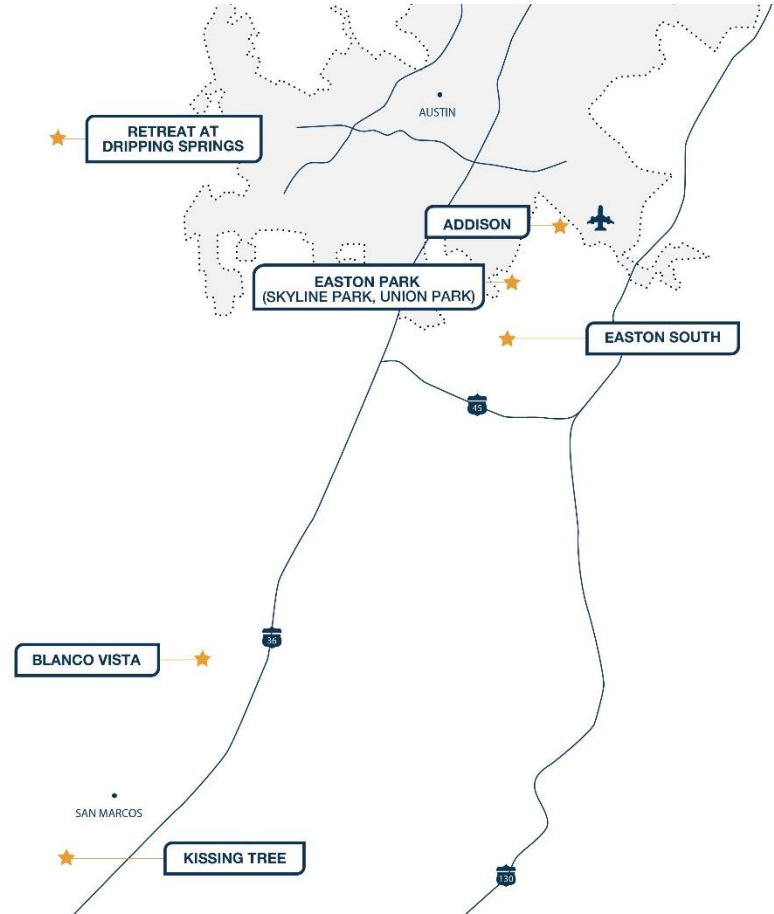 AUSTIN
RETREAT AT
DRIPPING SPRINGS
ADDISON
EASTON PARK
(SKYLINE PARK, UNION PARK)
EASTON SOUTH
45
36
BLANCO VISTA
SAN MARCOS
KISSING TREE
130